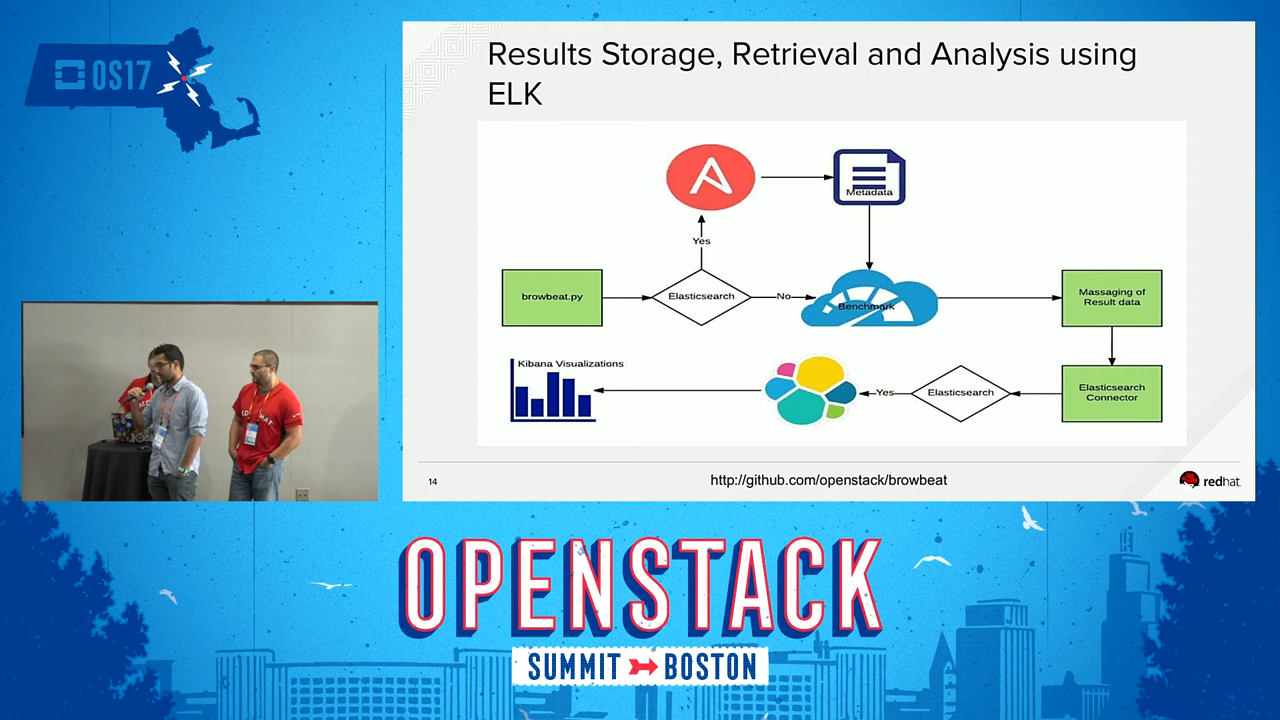 OS17
Results Storage, Retrieval and Analysis using
ELK
Metadata
Yes
browbeat.py
Elasticsearch
No
Benchmark
Massaging of
Result data
Kibana Visualizations
Elasticsearch
Yes
Elasticsearch
Connector
14
http://github.com/openstack/browbeat
redhat.
OPENSTACK
SUMMIT BOSTON